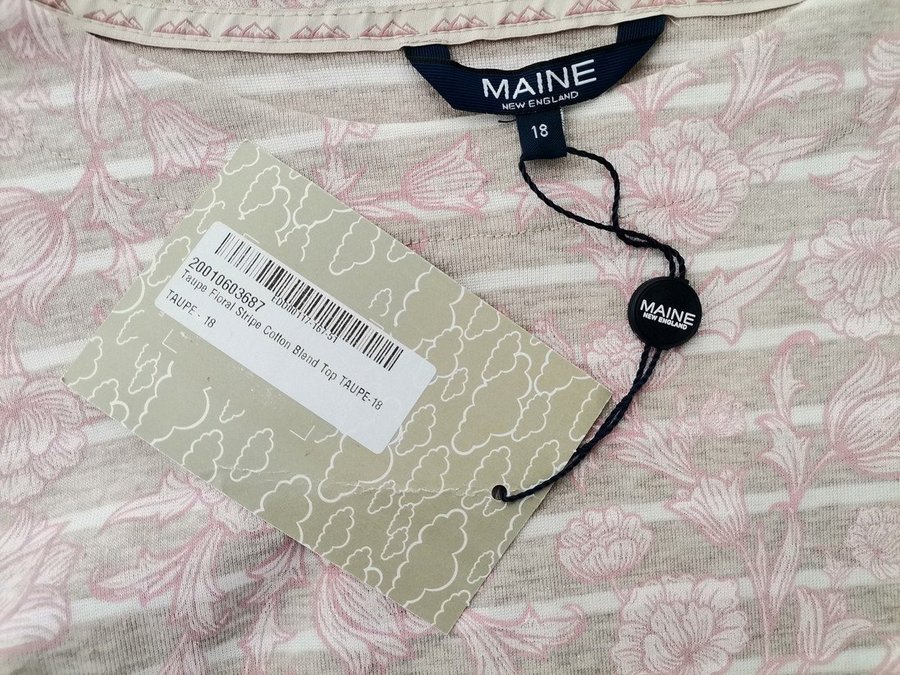 MAINE
NEW ENGLAND
18
MAINE
NEW ENGLAND
20010603687
Taupe Floral Stripe Cotton Blend Top TAUPE-18
TAUPE - 18